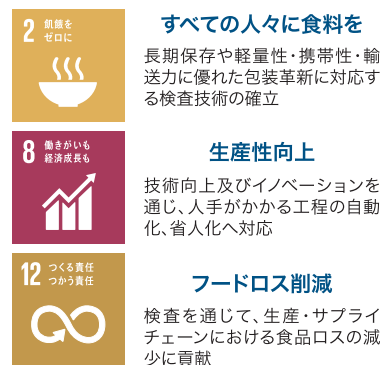 2 飢餓を
ゼロに
すべての人々に食料を
長期保存や軽量性・携帯性・輸
送力に優れた包装革新に対応す
る検査技術の確立
8 働きがいも
経済成長も
生産性向上
技術向上及びイノベーションを
通じ、人手がかかる工程の自動
化、省人化へ対応
12 つくる責任
つかう責任
フードロス削減
検査を通じて、生産・サプライ
チェーンにおける食品ロスの減
少に貢献